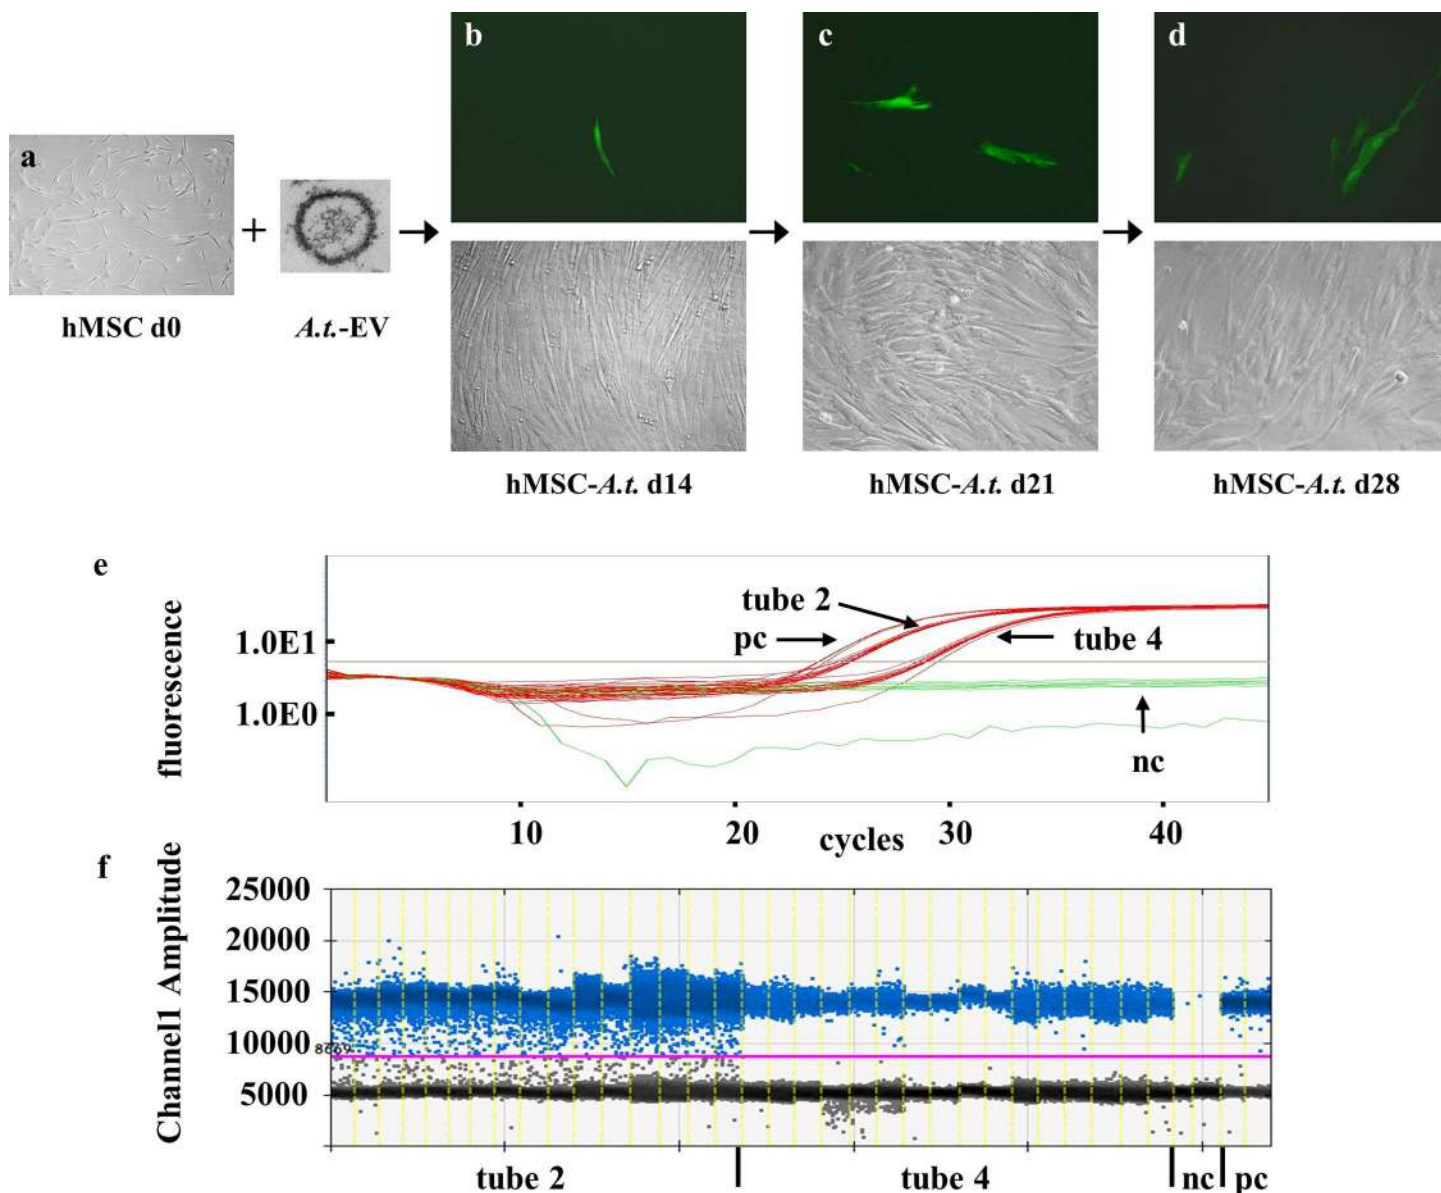 a
b
c
d
+
hMSC d0
A.t.-EV
hMSC-A.t. d14
hMSC-A.t. d21
hMSC-A.t. d28
e
fluorescence
1.0E1
1.0E0
tube 2
pc
tube 4
nc
10
20
30
40
cycles
f
Channel1 Amplitude
25000
20000
15000
10000
8669
5000
tube 2
tube 4
nc
pc